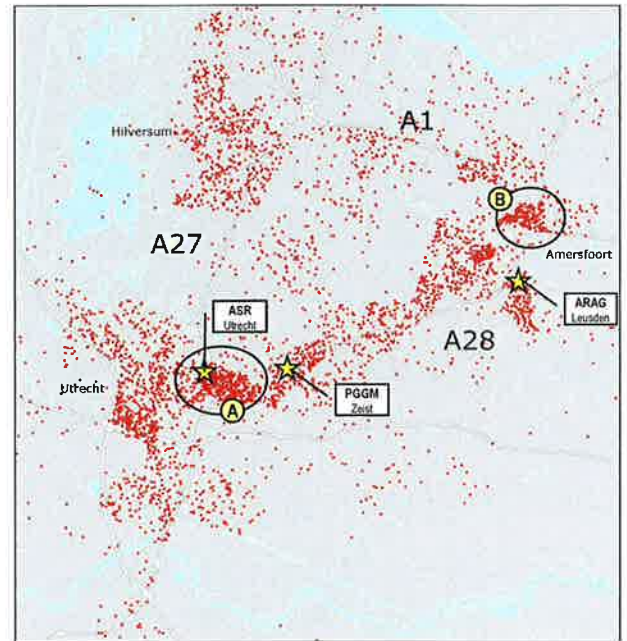 A1
Hilversum
B
A27
Amersfoort
ASR
Utrecht
ARAG
Leusden
A28
Utrecht
PGGM
Zeist
A